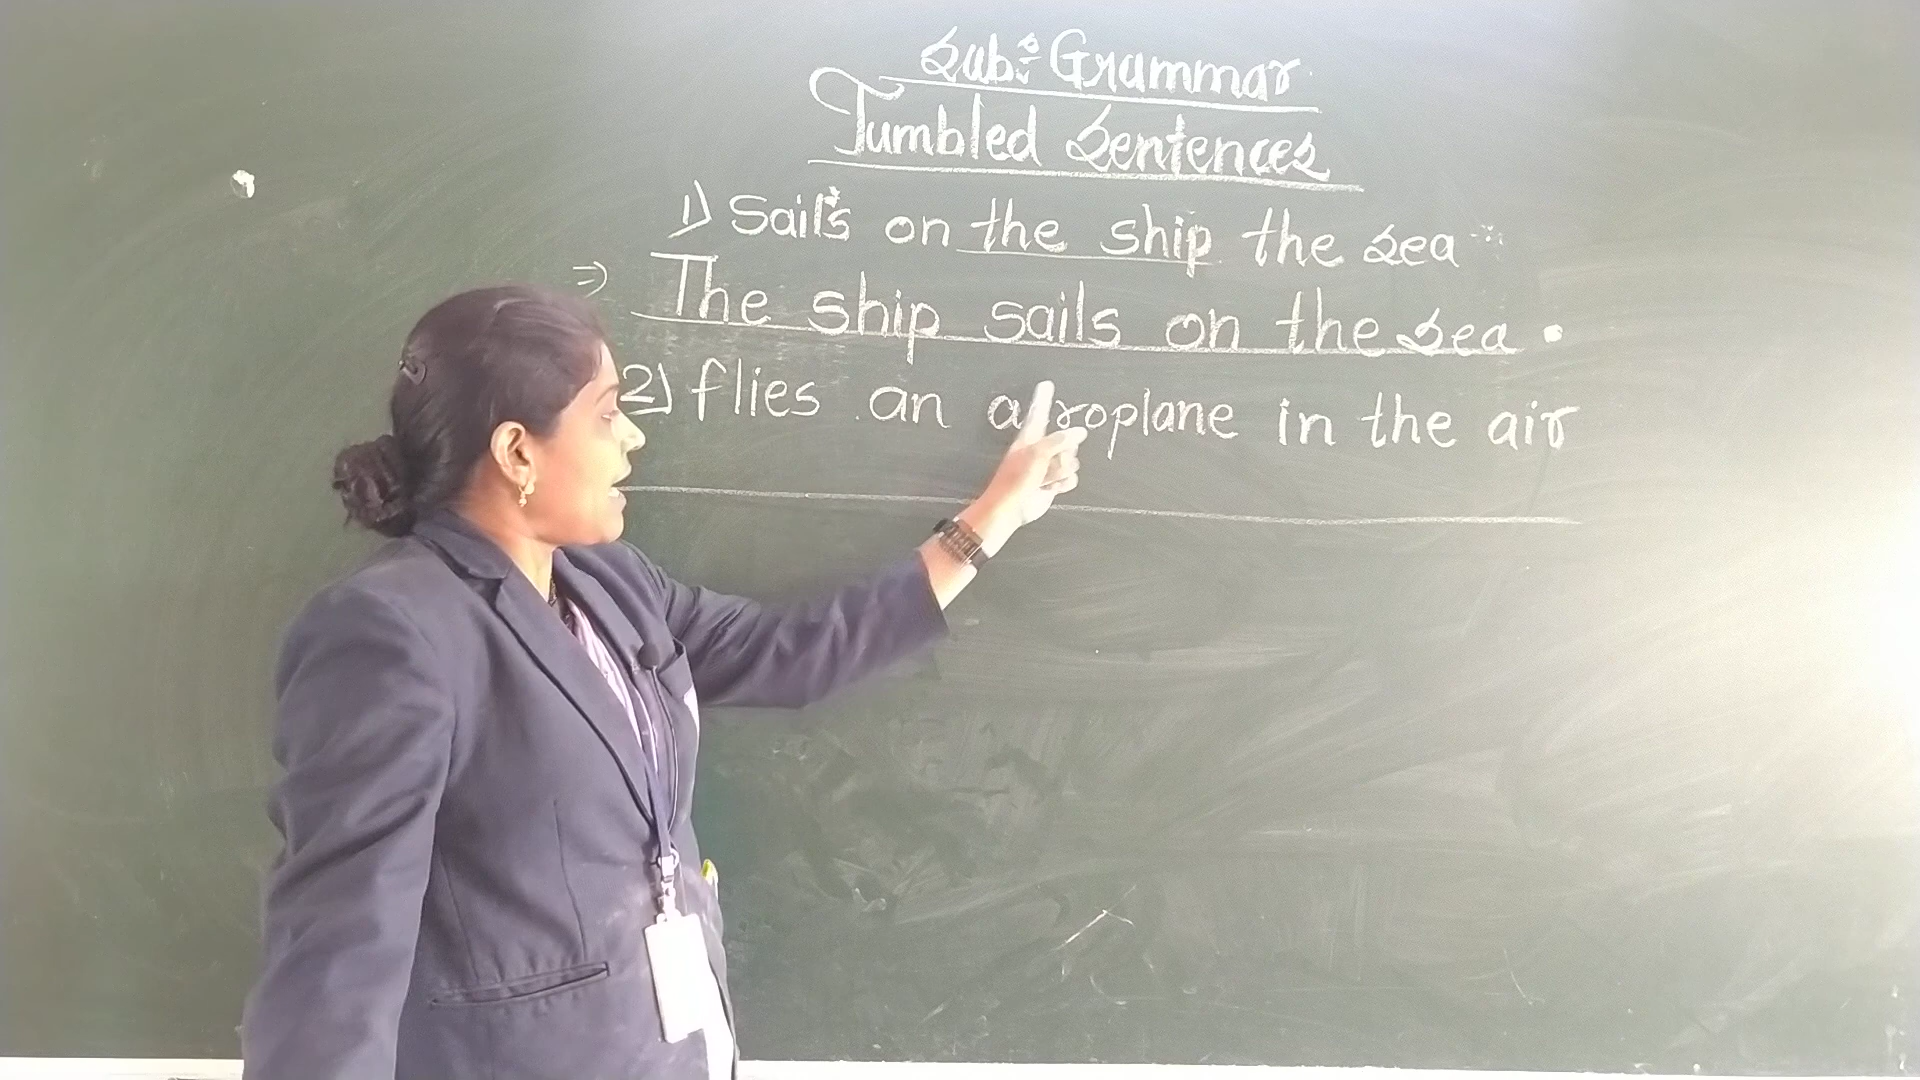 Sub:- Grammar
Jumbled Sentences
1) Sails on the ship the sea
⇒ The ship sails on the sea.
2) flies an aeroplane in the air